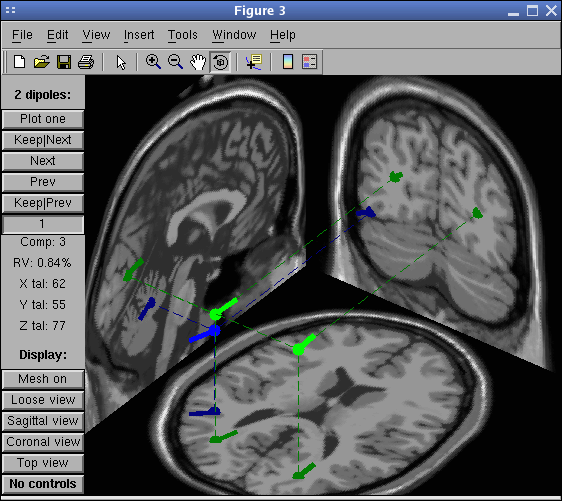 Figure 3
File Edit View Insert Tools Window Help
2 dipoles:
Plot one
Keep|Next
Next
Prev
Keep|Prev
1
Comp: 3
RV: 0.84%
X tal: 62
Y tal: 55
Z tal: 77
Display:
Mesh on
Loose view
Sagittal view
Coronal view
Top view
No controls